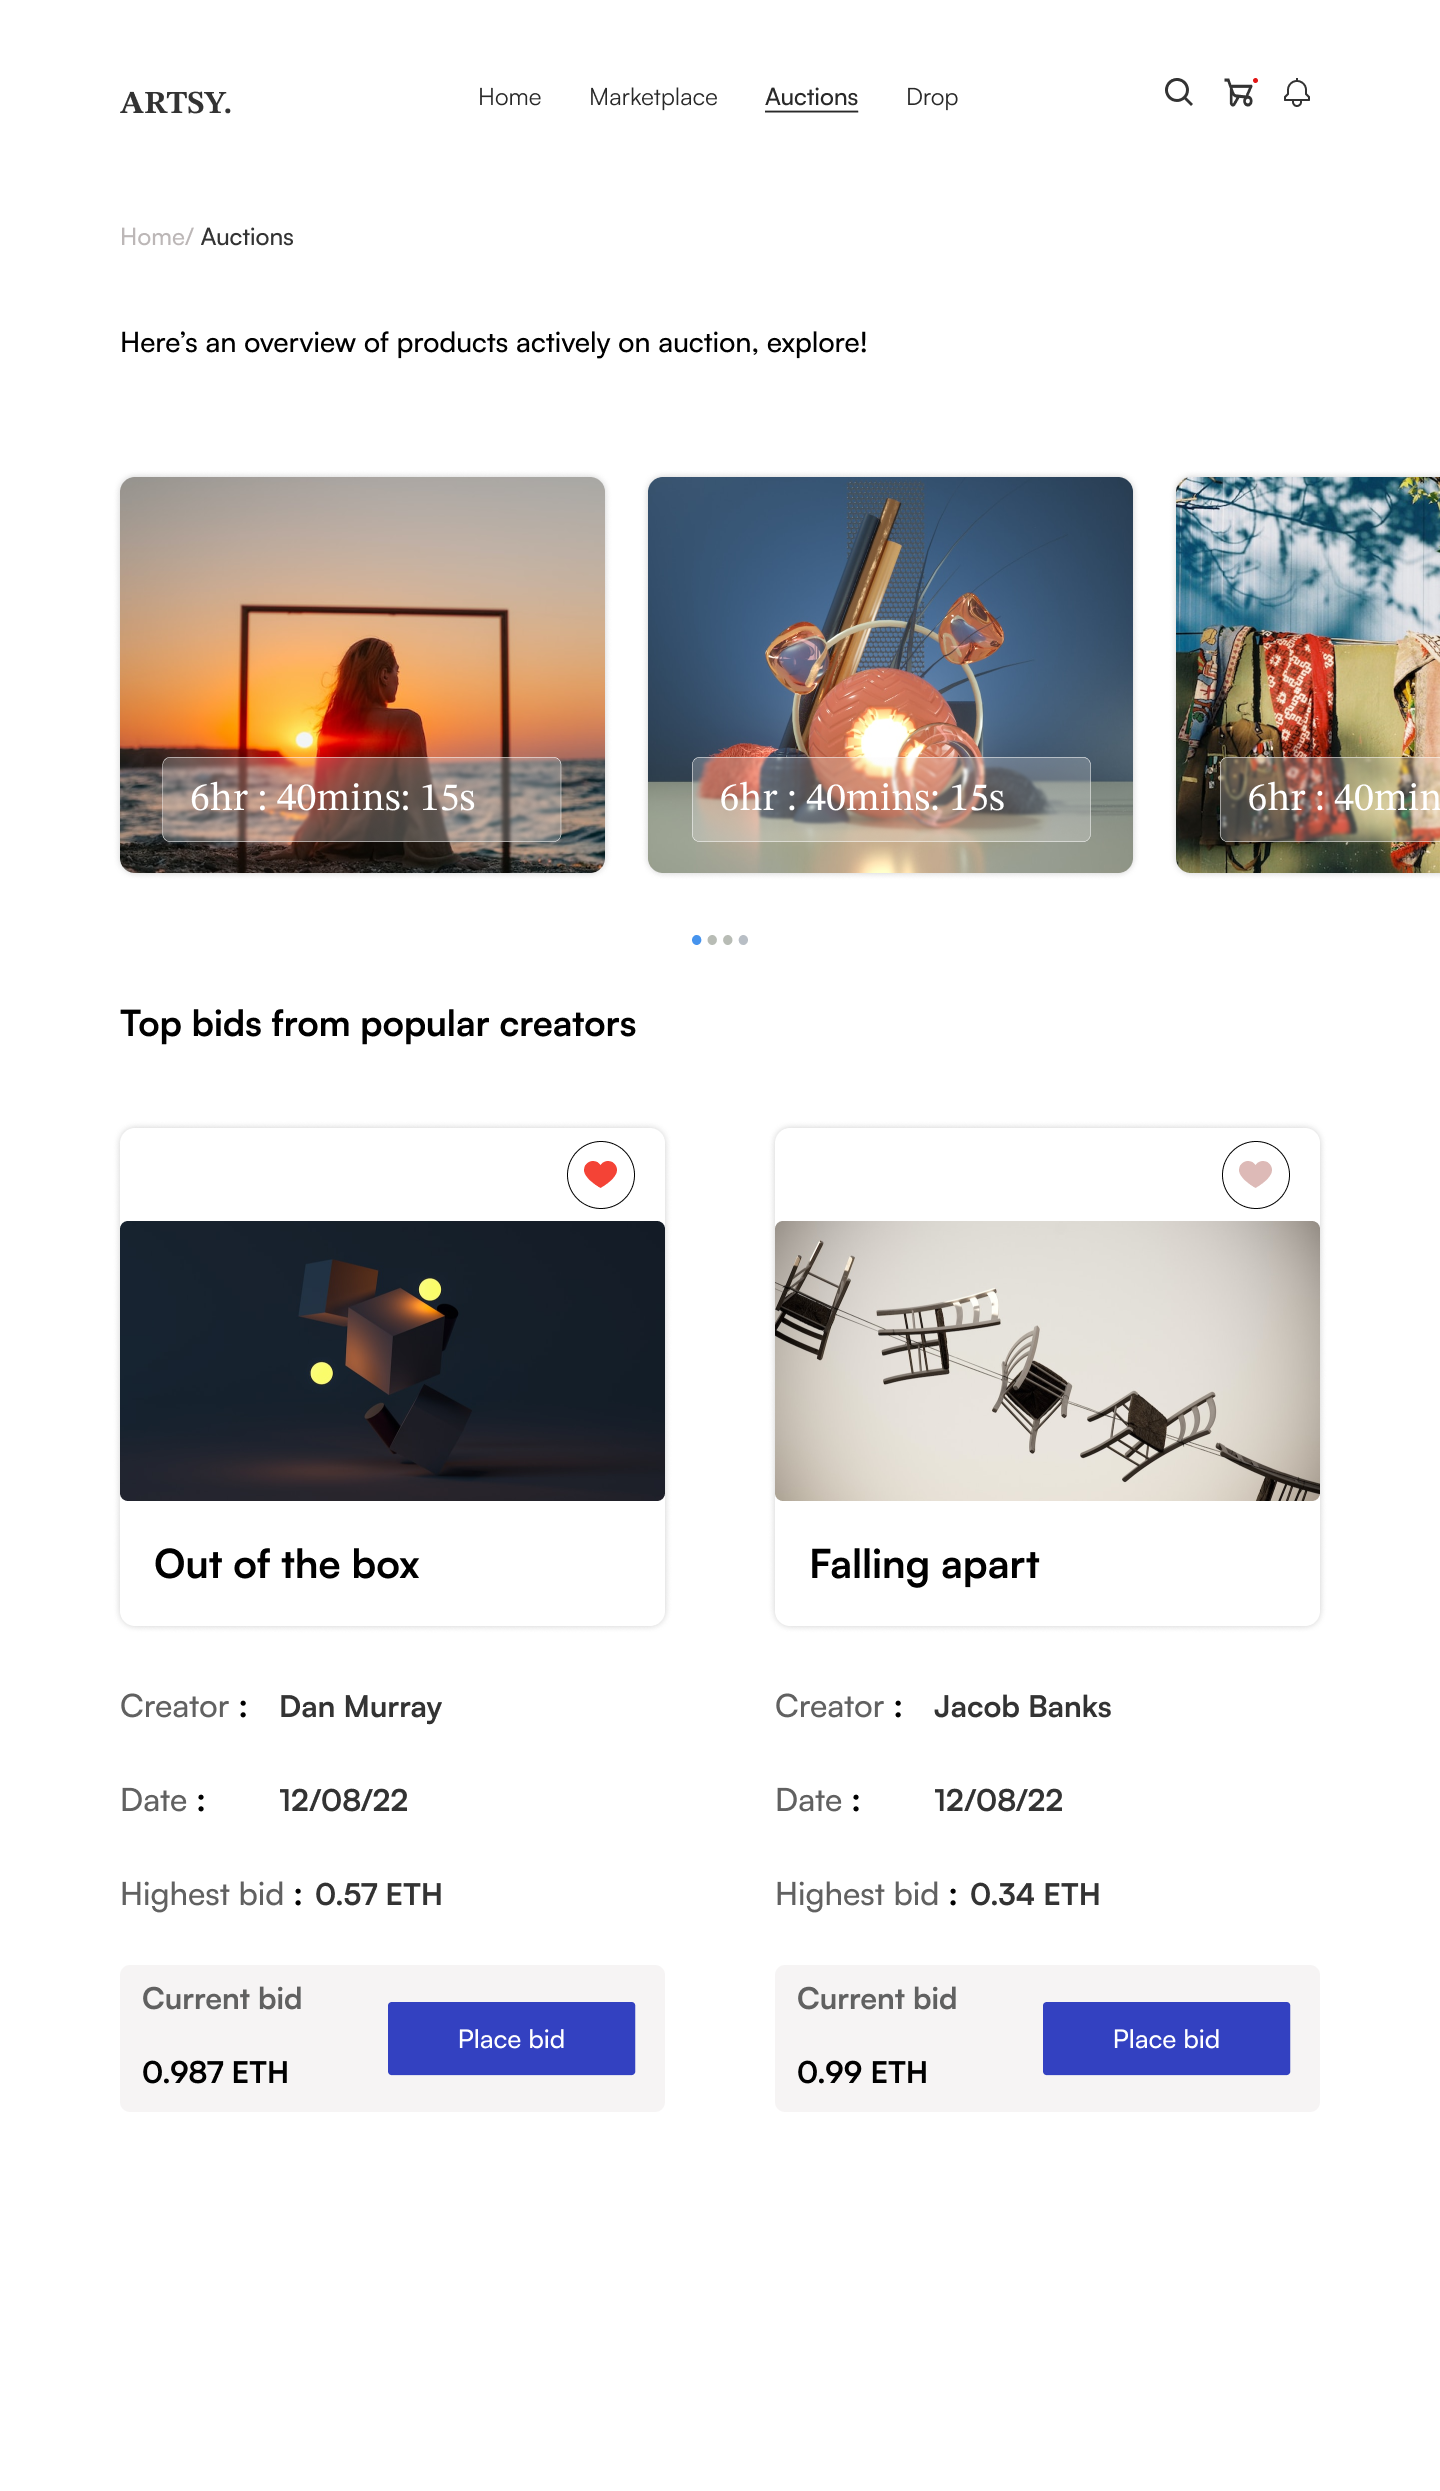 ARTSY.
Home Marketplace Auctions Drop
Home/ Auctions
Here’s an overview of products actively on auction, explore!
6hr : 40mins: 15s
6hr : 40mins: 15s
6hr : 40min
Top bids from popular creators
Out of the box
Creator : Dan Murray
Date : 12/08/22
Highest bid : 0.57 ETH
Current bid
0.987 ETH
Place bid
Falling apart
Creator : Jacob Banks
Date : 12/08/22
Highest bid : 0.34 ETH
Current bid
0.99 ETH
Place bid